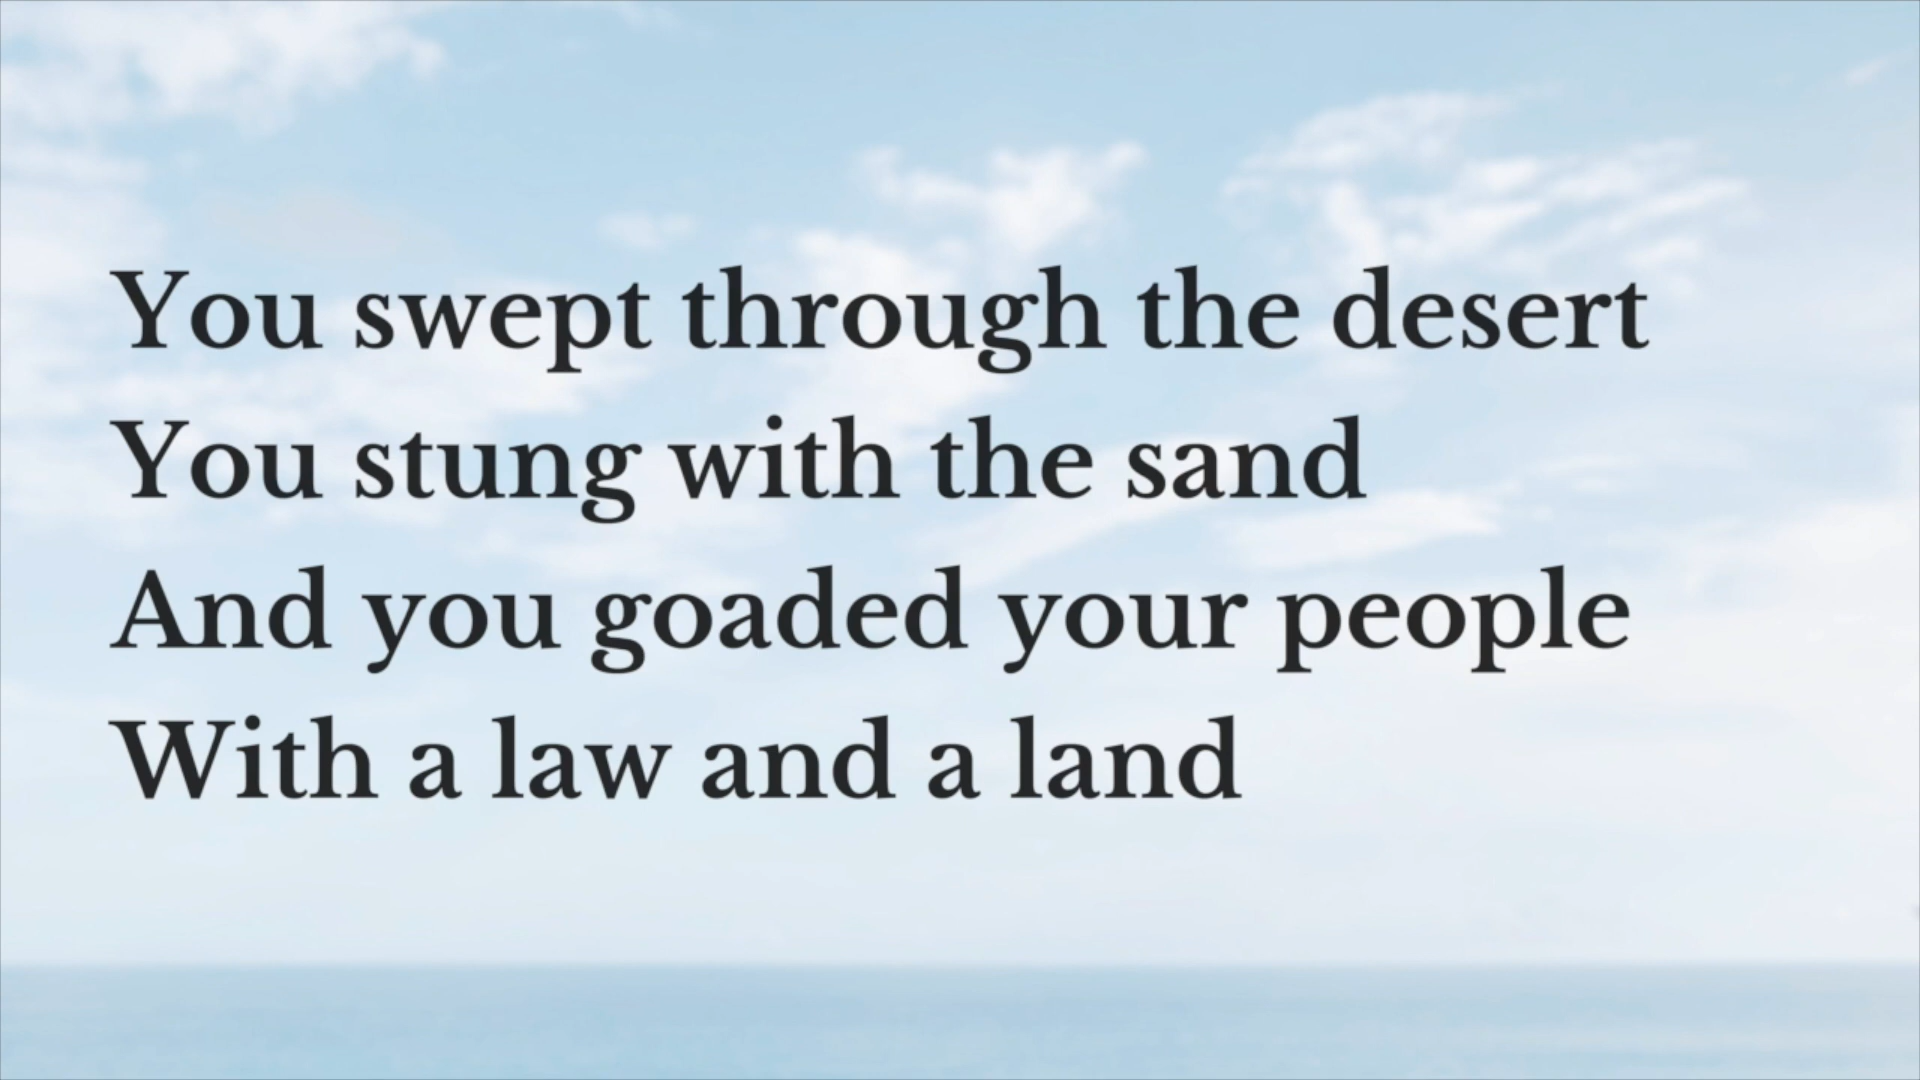 You swept through the desert
You stung with the sand
And you goaded your people
With a law and a land